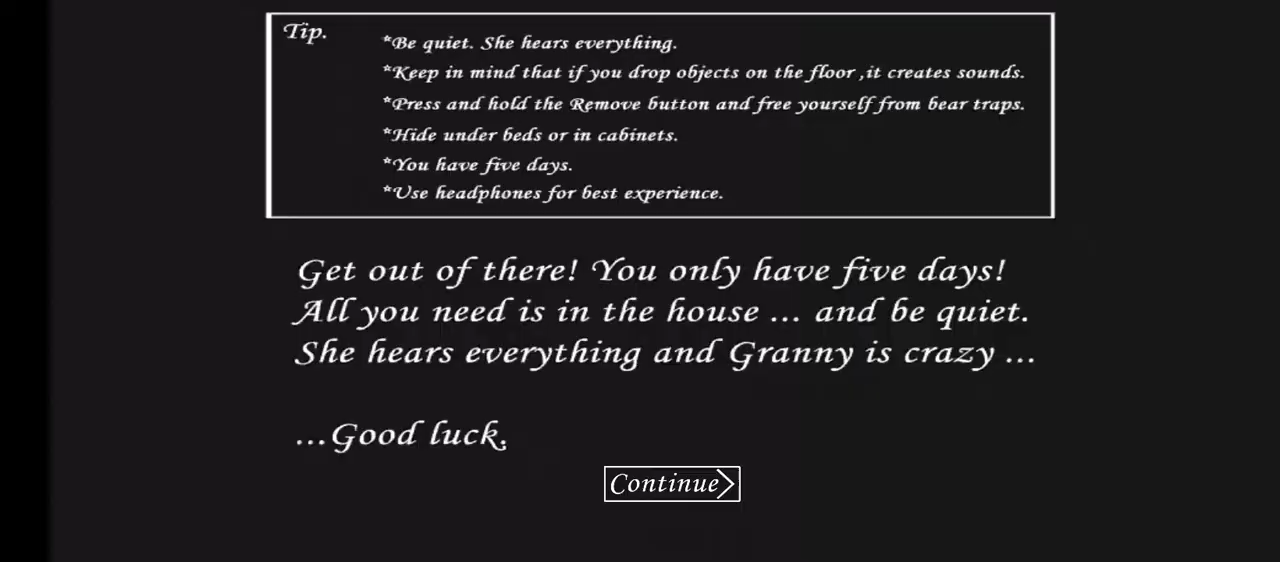 Tip.
*Be quiet. She hears everything.
*Keep in mind that if you drop objects on the floor ,it creates sounds.
*Press and hold the Remove button and free yourself from bear traps.
*Hide under beds or in cabinets.
*You have five days.
*Use headphones for best experience.
Get out of there! You only have five days!
All you need is in the house ... and be quiet.
She hears everything and Granny is crazy ...
...Good luck.
Continue>